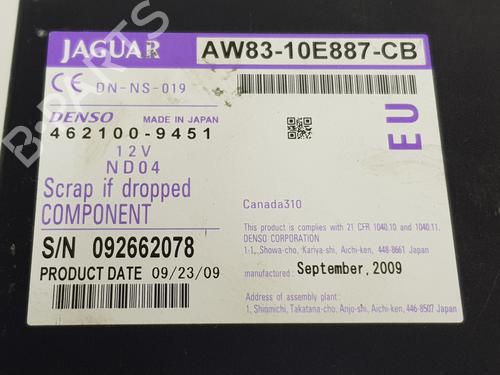 JAGUAR
AW83-10E887-CB
CE DN-NS-019
DENSO MADE IN JAPAN
462100-9451
12V
ND04
Scrap if dropped
COMPONENT
S/N 092662078
PRODUCT DATE 09/23/09
EU
Canada310
This product is complies with 21 CFR 1040.10 and 1040.11.
DENSO CORPORATION
1-1, Showa-cho, Kariya-shi, Aichi-ken, 448-8661 Japan
manufactured: September, 2009
Address of assembly plant:
1, Shiomichi, Takatana-cho, Anjo-shi, Aichi-ken, 446-8507 Japan
B-PARTS